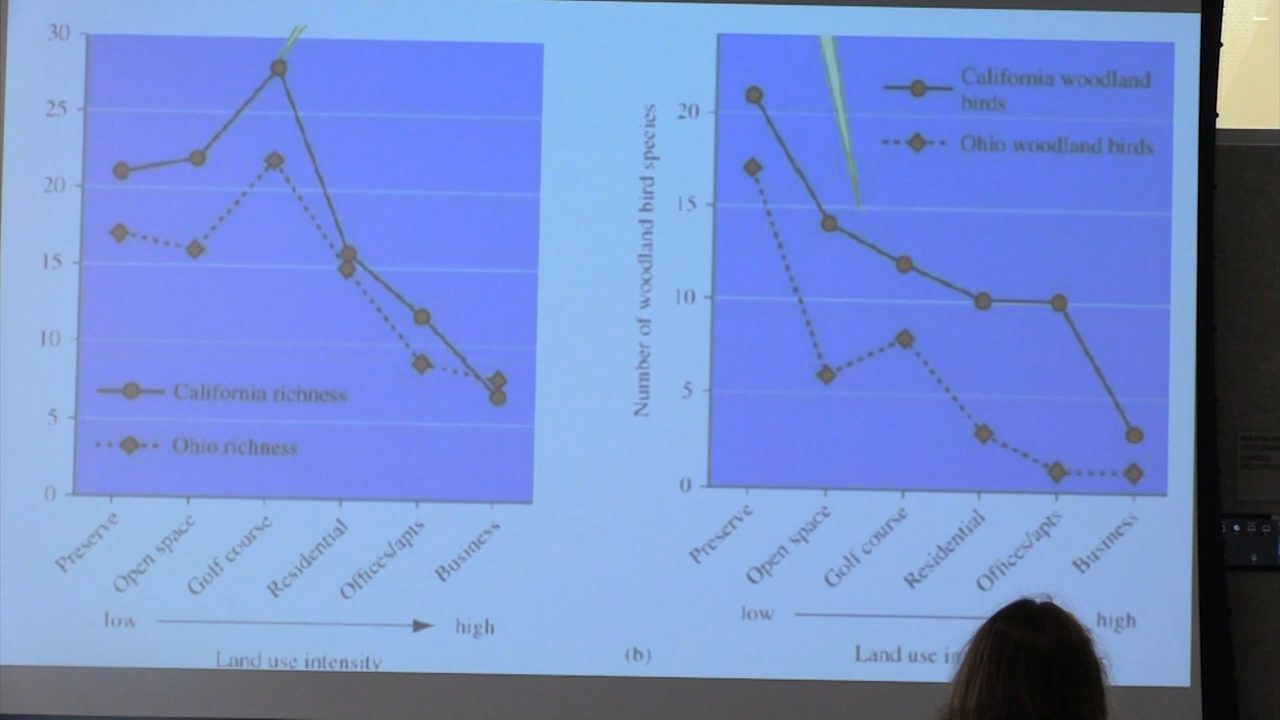 30
25
20
15
10
5
0
California richness
Ohio richness
Preserve
Open space
Golf course
Residential
Offices/apts
Business
low
high
Land use intensity
Number of woodland bird species
20
15
10
5
0
California woodland
birds
Ohio woodland birds
Preserve
Open space
Golf course
Residential
Offices/apts
Business
low
high
(b)
Land use